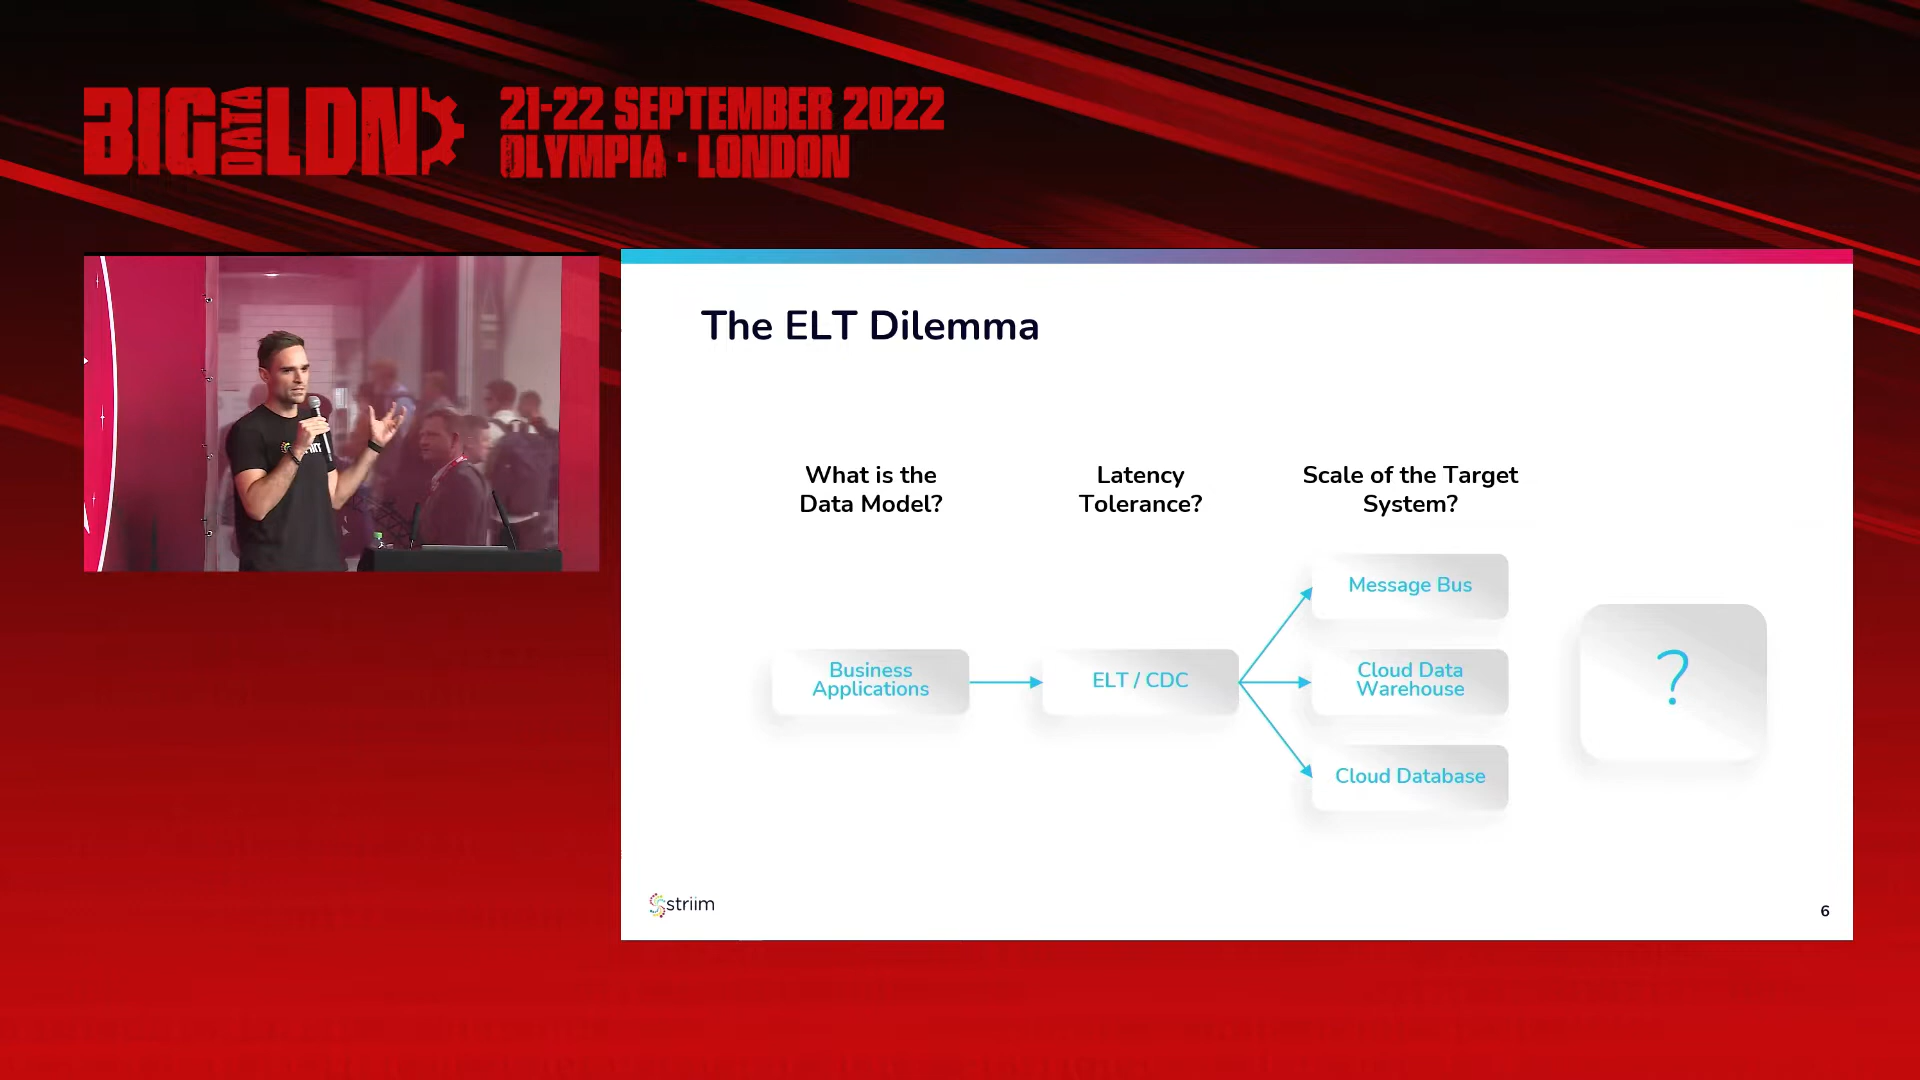 BIG DATA LDN
21-22 SEPTEMBER 2022
OLYMPIA · LONDON
The ELT Dilemma
What is the
Data Model?
Latency
Tolerance?
Scale of the Target
System?
Message Bus
Business
Applications
ELT / CDC
Cloud Data
Warehouse
?
Cloud Database
striim
6